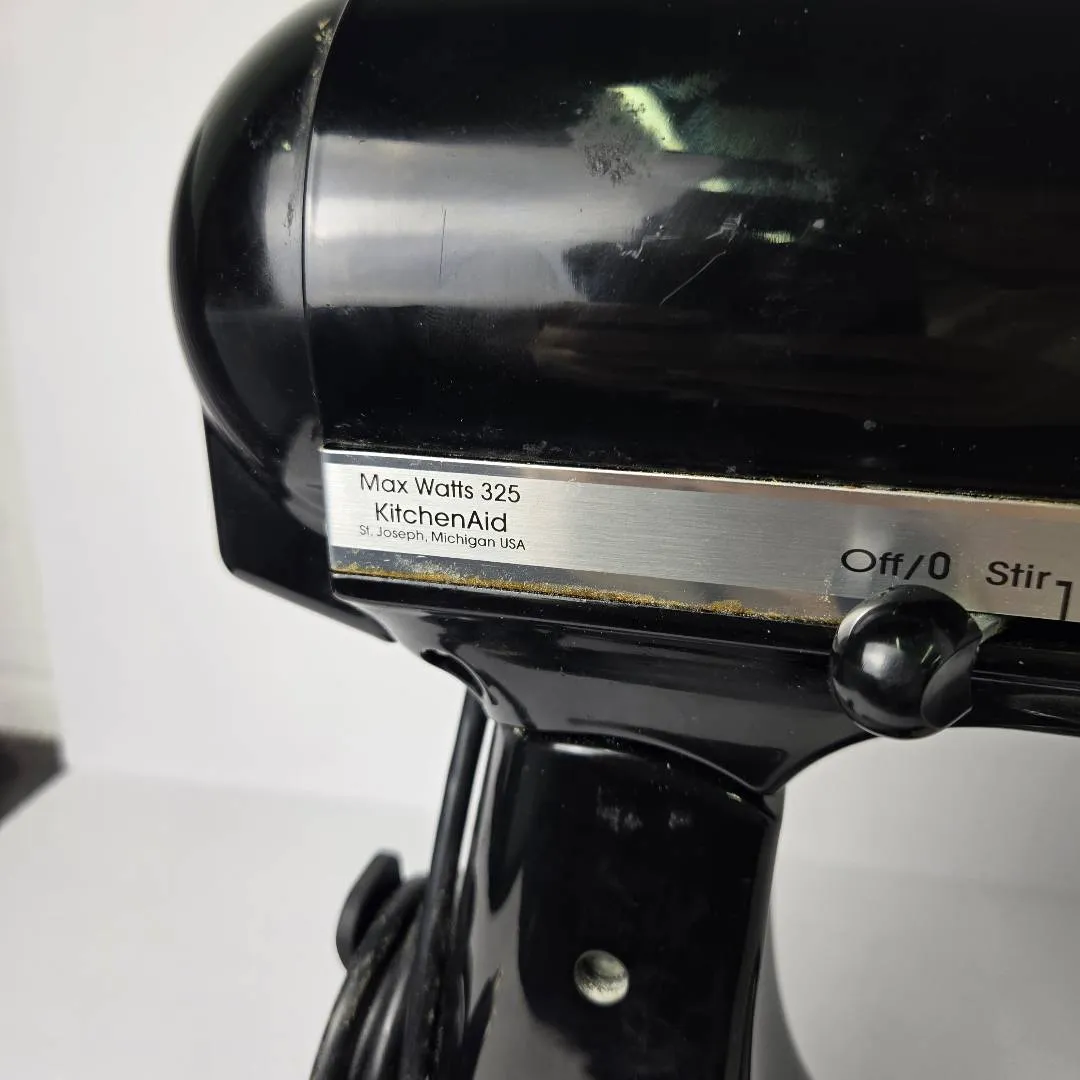 Max Watts 325
KitchenAid
St. Joseph, Michigan USA
Off/0 Stir